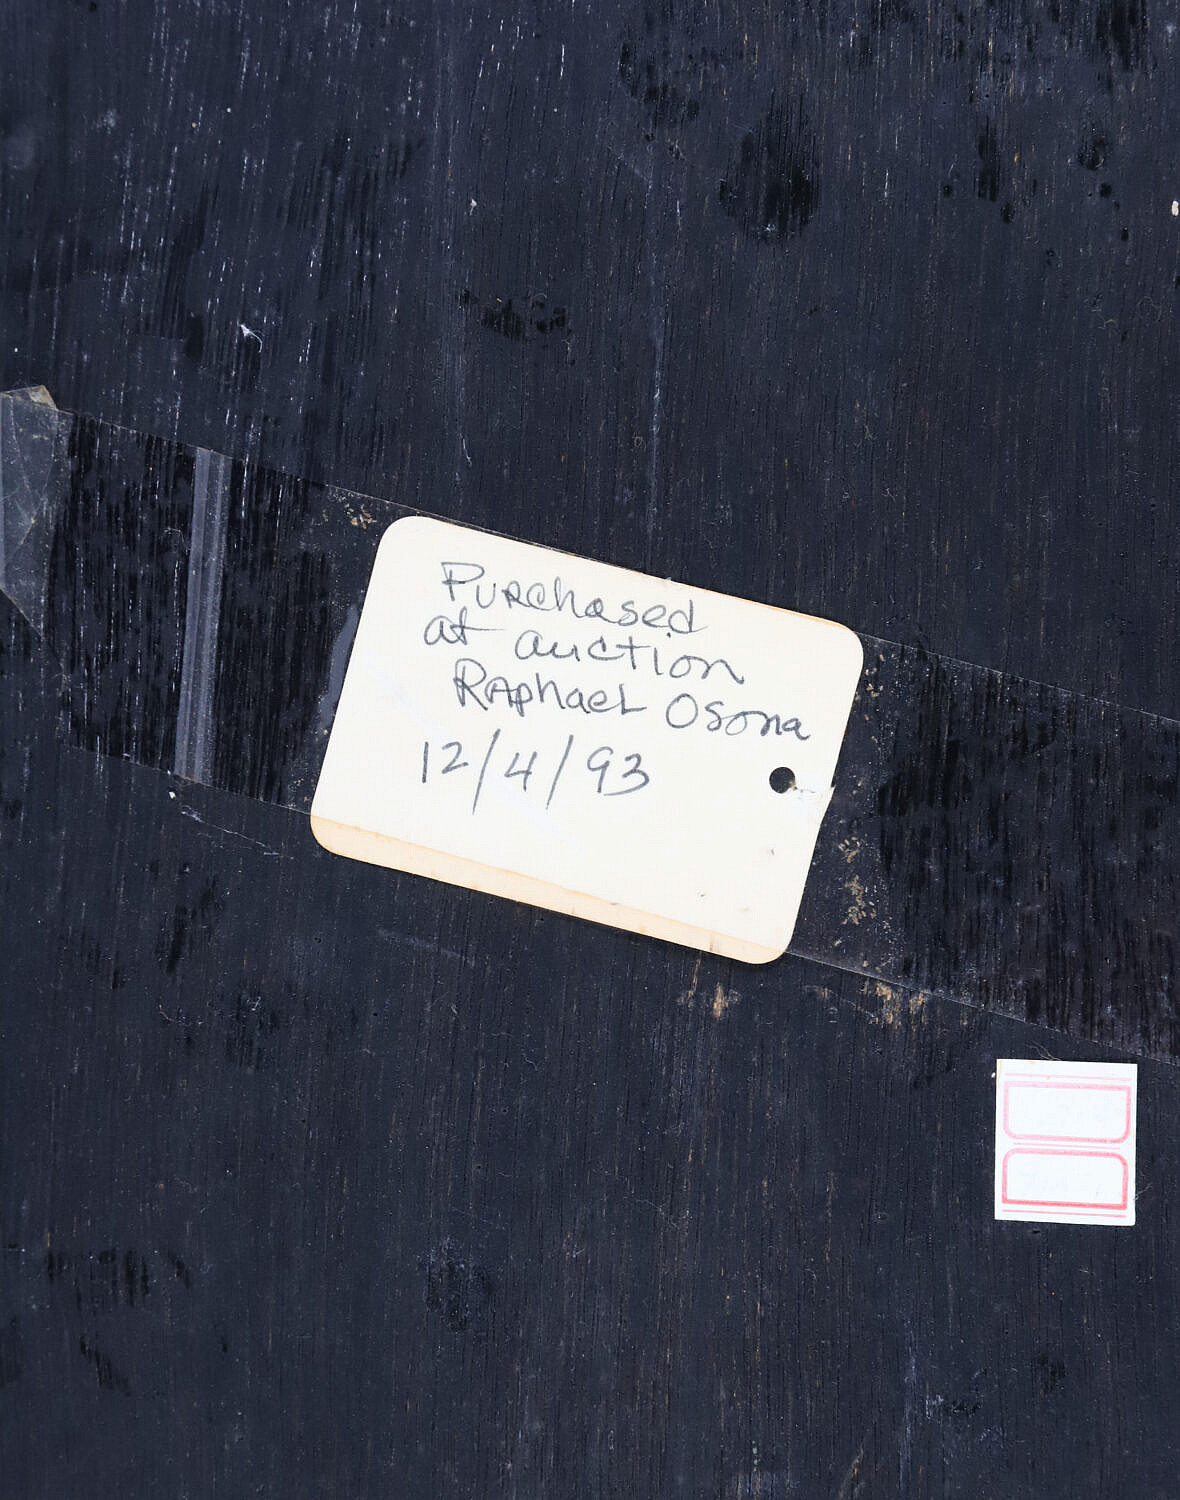 Purchased
at auction
Raphael Osona
12/4/93